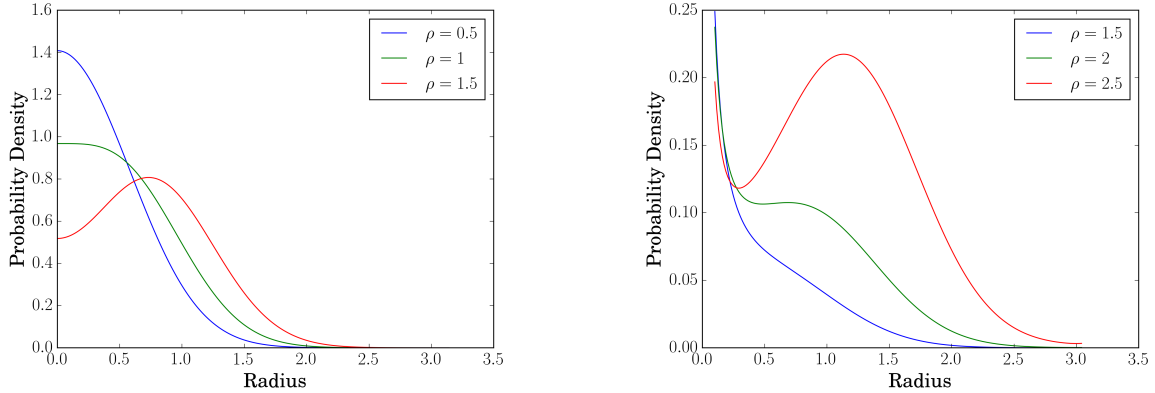 1.6
1.4
1.2
1.0
0.8
0.6
0.4
0.2
0.0
0.0 0.5 1.0 1.5 2.0 2.5 3.0 3.5
Probability Density
Radius
ρ = 0.5
ρ = 1
ρ = 1.5
0.25
0.20
0.15
0.10
0.05
0.00
0.0 0.5 1.0 1.5 2.0 2.5 3.0 3.5
Probability Density
Radius
ρ = 1.5
ρ = 2
ρ = 2.5